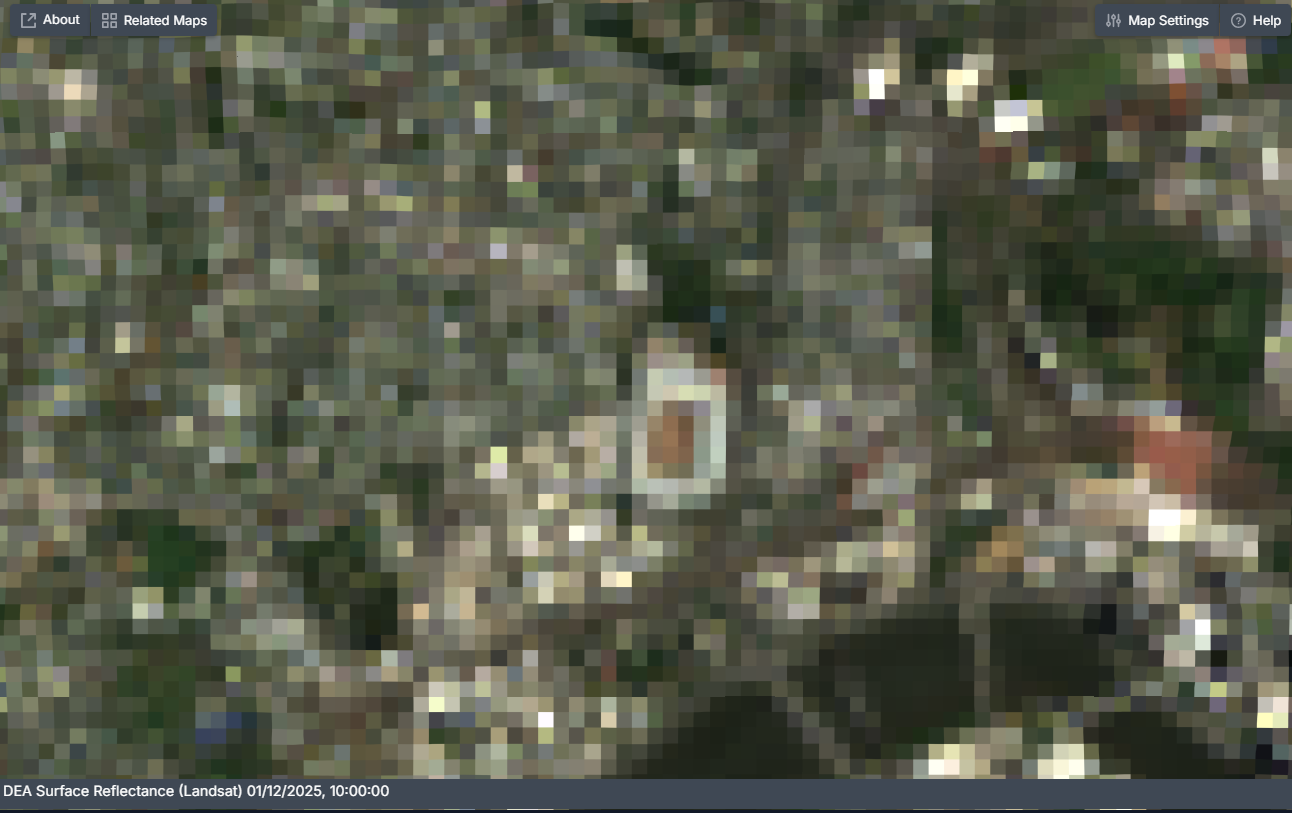 About
Related Maps
Map Settings
Help
DEA Surface Reflectance (Landsat) 01/12/2025, 10:00:00